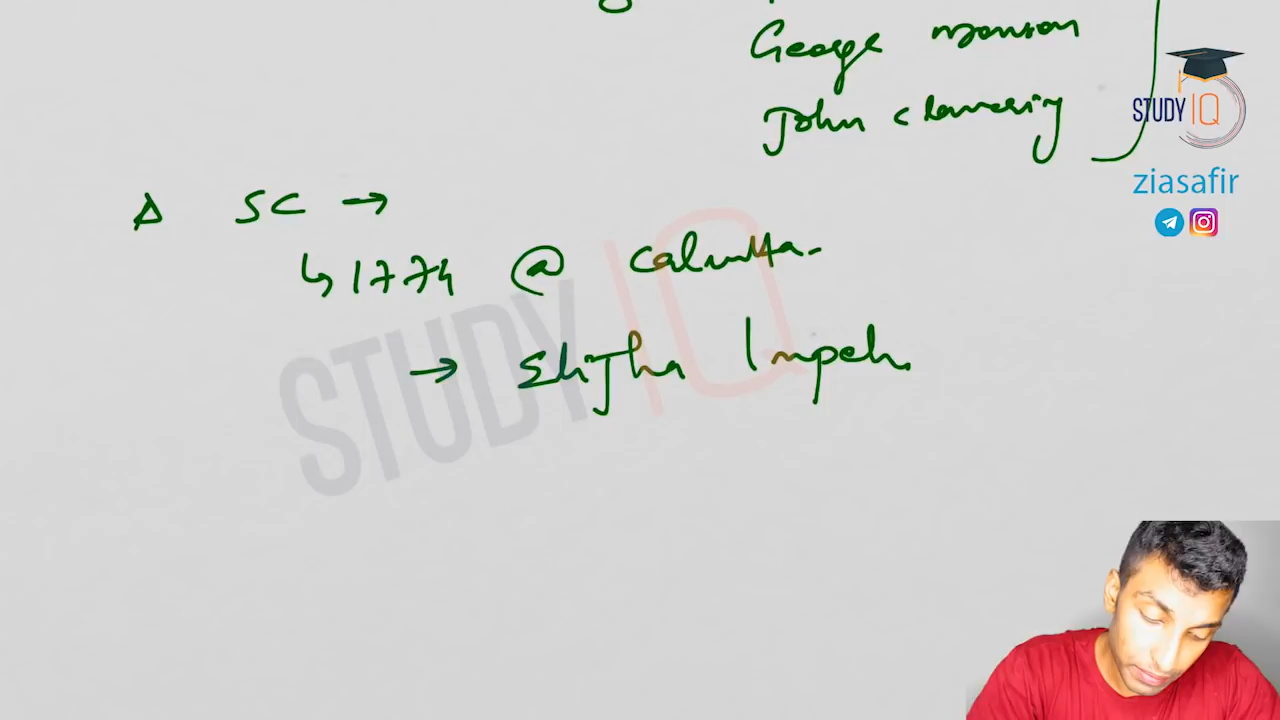 George Monson
John Clavering
STUDY IQ
ziasafir
Δ SC →
↳ 1774 @ Calcutta.
→ Elijha Impeh.
STUDY IQ